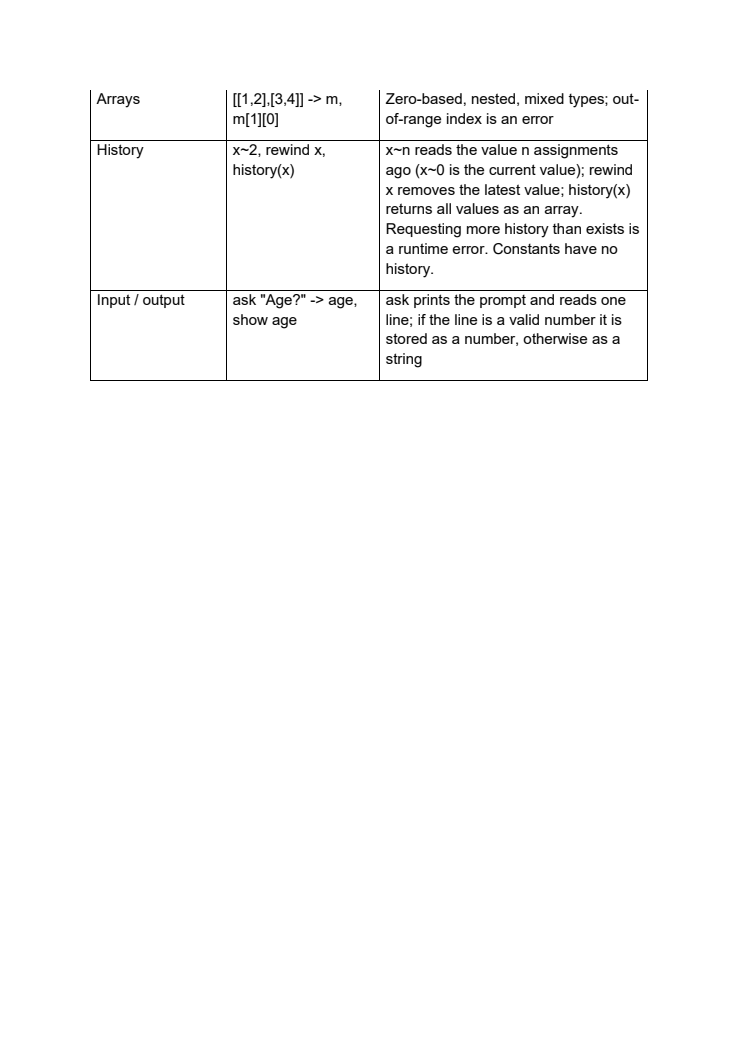 Arrays
[[1,2],[3,4]] -> m,
m[1][0]
Zero-based, nested, mixed types; out-
of-range index is an error
History
x~2, rewind x,
history(x)
x~n reads the value n assignments
ago (x~0 is the current value); rewind
x removes the latest value; history(x)
returns all values as an array.
Requesting more history than exists is
a runtime error. Constants have no
history.
Input / output
ask "Age?" -> age,
show age
ask prints the prompt and reads one
line; if the line is a valid number it is
stored as a number, otherwise as a
string